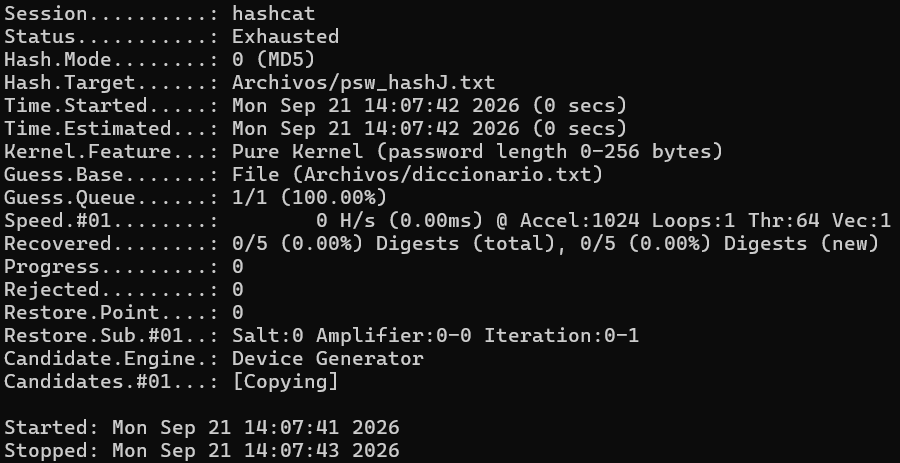 Session..........: hashcat
Status...........: Exhausted
Hash.Mode........: 0 (MD5)
Hash.Target......: Archivos/psw_hashJ.txt
Time.Started.....: Mon Sep 21 14:07:42 2026 (0 secs)
Time.Estimated...: Mon Sep 21 14:07:42 2026 (0 secs)
Kernel.Feature...: Pure Kernel (password length 0-256 bytes)
Guess.Base.......: File (Archivos/diccionario.txt)
Guess.Queue......: 1/1 (100.00%)
Speed.#01........:        0 H/s (0.00ms) @ Accel:1024 Loops:1 Thr:64 Vec:1
Recovered........: 0/5 (0.00%) Digests (total), 0/5 (0.00%) Digests (new)
Progress.........: 0
Rejected.........: 0
Restore.Point....: 0
Restore.Sub.#01..: Salt:0 Amplifier:0-0 Iteration:0-1
Candidate.Engine.: Device Generator
Candidates.#01...: [Copying]

Started: Mon Sep 21 14:07:41 2026
Stopped: Mon Sep 21 14:07:43 2026